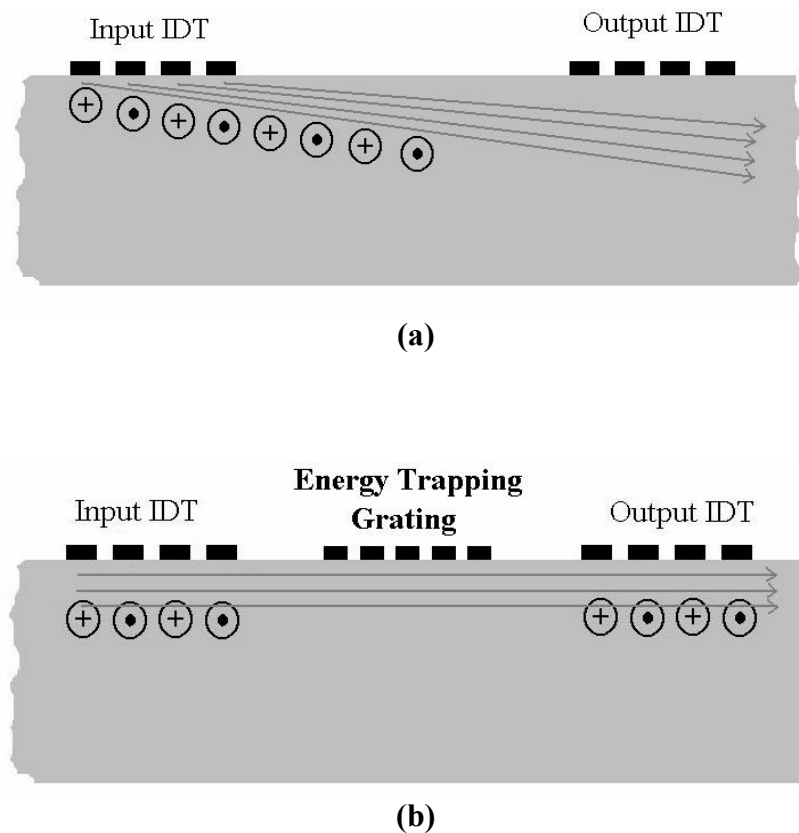 Input IDT
Output IDT
(a)
Energy Trapping
Grating
Input IDT
Output IDT
(b)